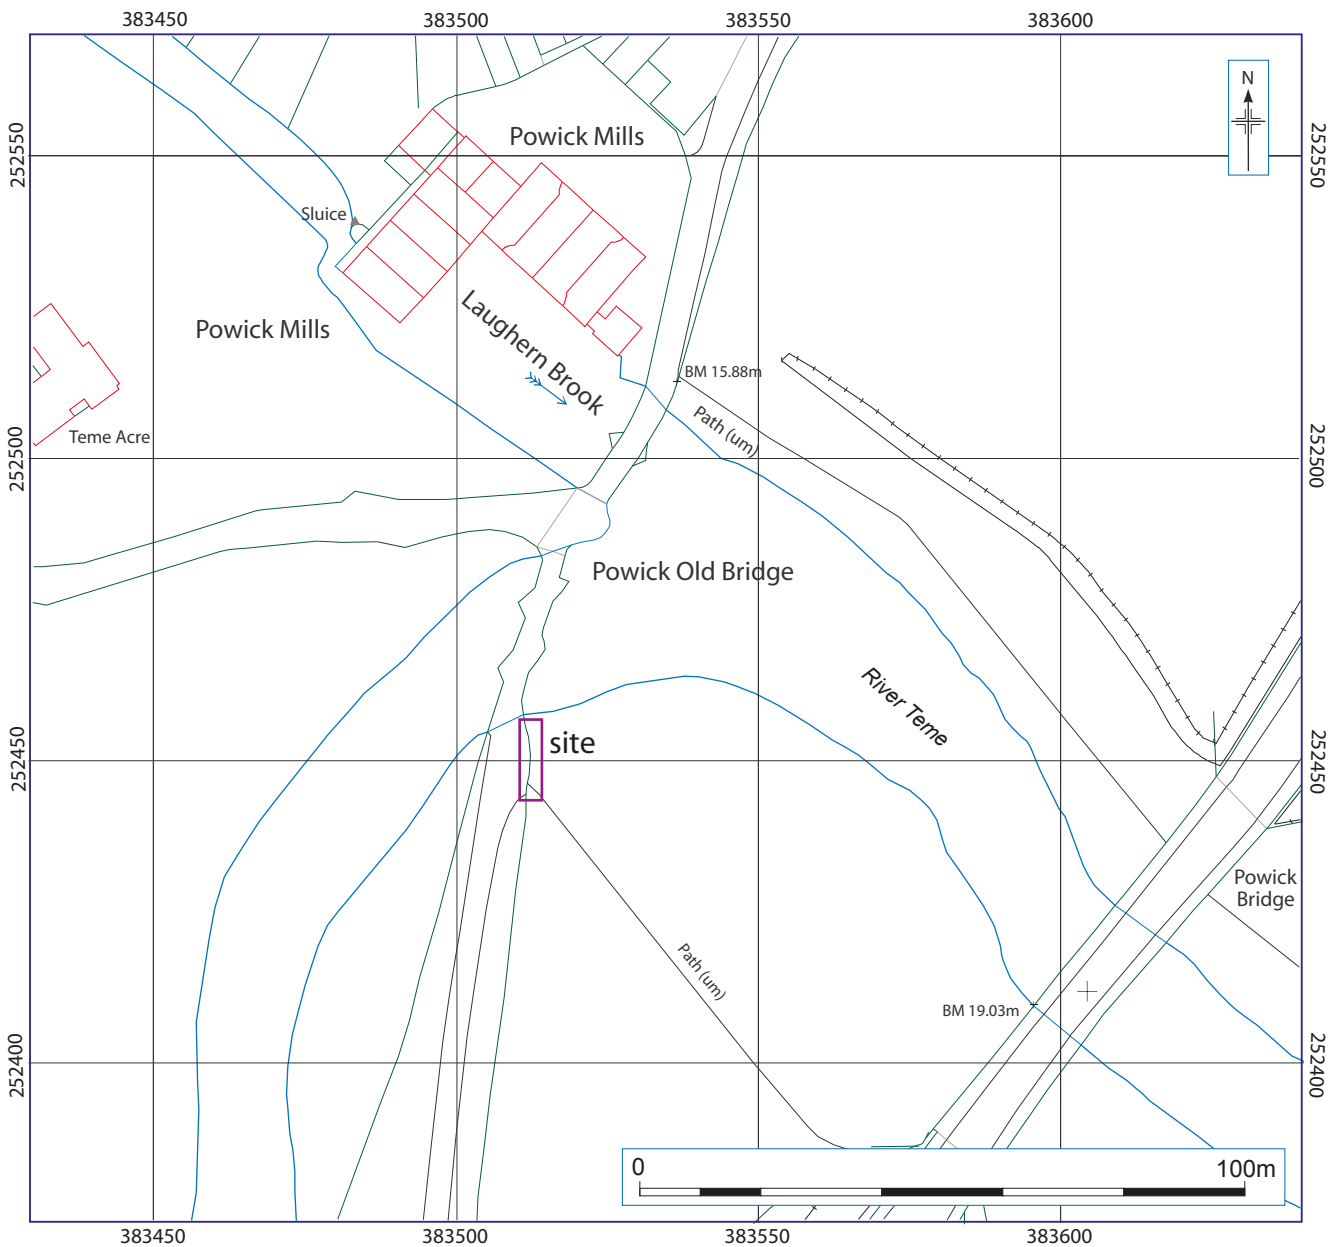 383450
383500
383550
383600
N
252550
252550
Powick Mills
Sluice
Laughern Brook
Powick Mills
BM 15.88m
Path (um)
Teme Acre
252500
252500
Powick Old Bridge
River Teme
site
252450
252450
Powick
Bridge
Path (um)
BM 19.03m
252400
252400
0
100m
383450
383500
383550
383600